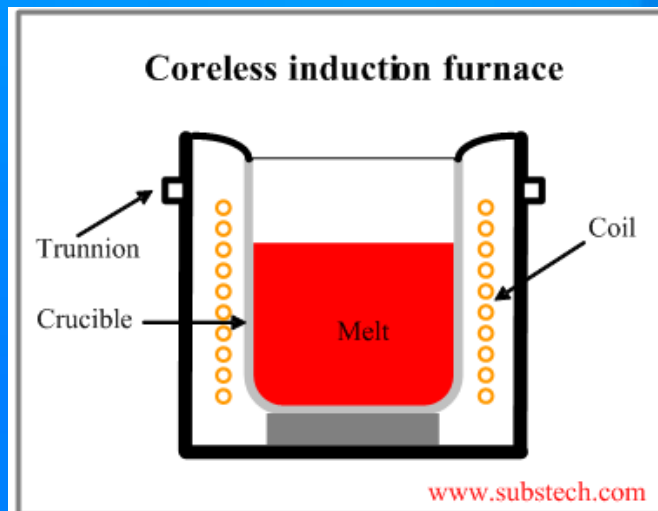 Coreless induction furnace
Trunnion
Coil
Crucible
Melt
www.substech.com